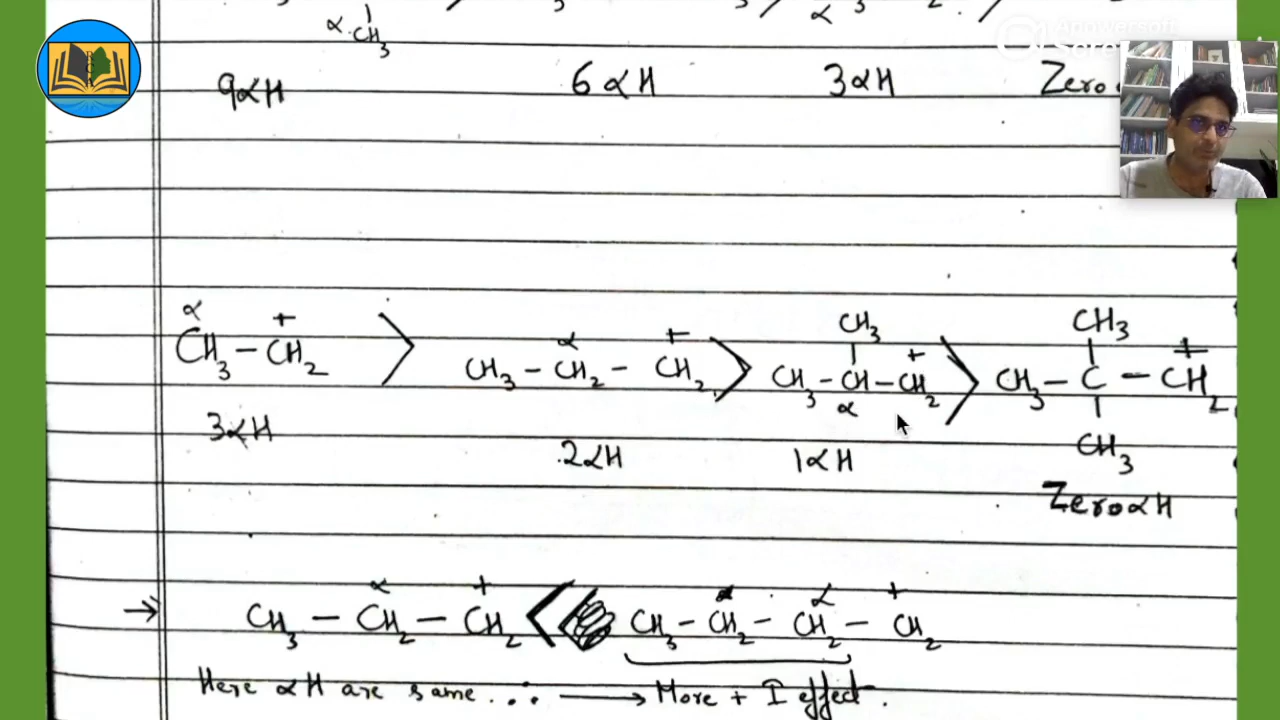 α CH3
9αH 6αH 3αH Zero
α α + + CH3 + CH3 +
CH3 – CH2 > CH3 – CH2 – CH2 > CH3 – CH – CH2 > CH3 – C – CH2
α CH3
3αH 2αH 1αH Zero αH
α + α +
→ CH3 – CH2 – CH2 < CH3 – CH2 – CH2 – CH2
Here αH are same ∴ → More + I effect.